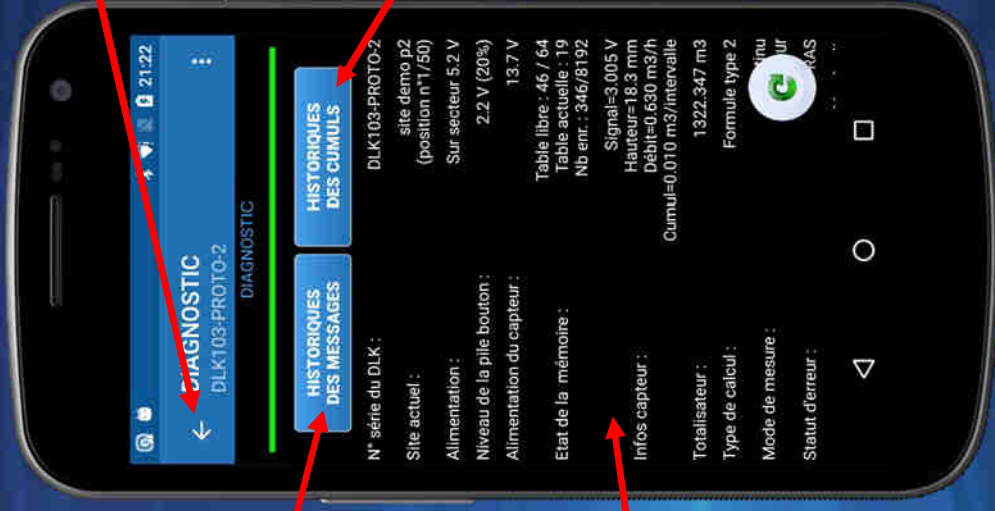 21:22
DIAGNOSTIC
DLK103-PROTO-2
DIAGNOSTIC
HISTORIQUES
DES MESSAGES
HISTORIQUES
DES CUMULS
N° série du DLK : DLK103-PROTO-2
Site actuel : site demo p2
(position n°1/50)
Alimentation : Sur secteur 5.2 V
Niveau de la pile bouton : 2.2 V (20%)
Alimentation du capteur : 13.7 V
Etat de la mémoire : Table libre : 46 / 64
Table actuelle : 19
Nb enr. : 346/8192
Infos capteur : Signal=3.005 V
Hauteur=18.3 mm
Débit=0.630 m3/h
Cumul=0.010 m3/intervalle
Totalisateur : 1322.347 m3
Type de calcul : Formule type 2
Mode de mesure :
Statut d'erreur : RAS